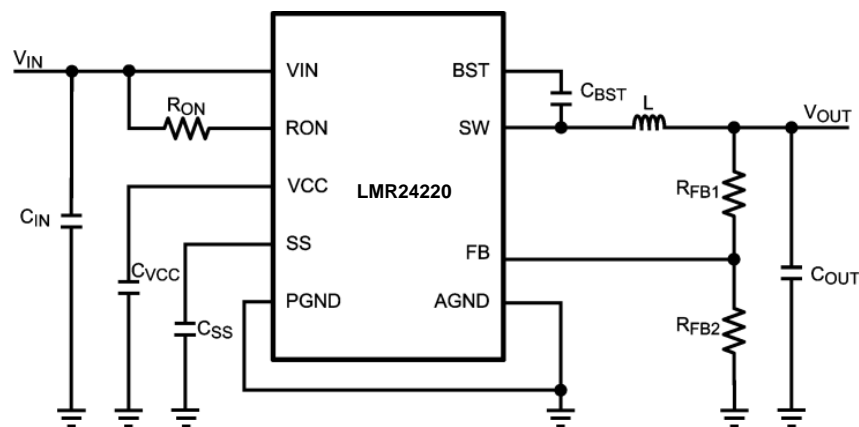 VIN
VIN
BST
CBST
L
VOUT
RON
RON
SW
VCC
LMR24220
RFB1
CIN
SS
FB
CVCC
COUT
PGND
AGND
CSS
RFB2